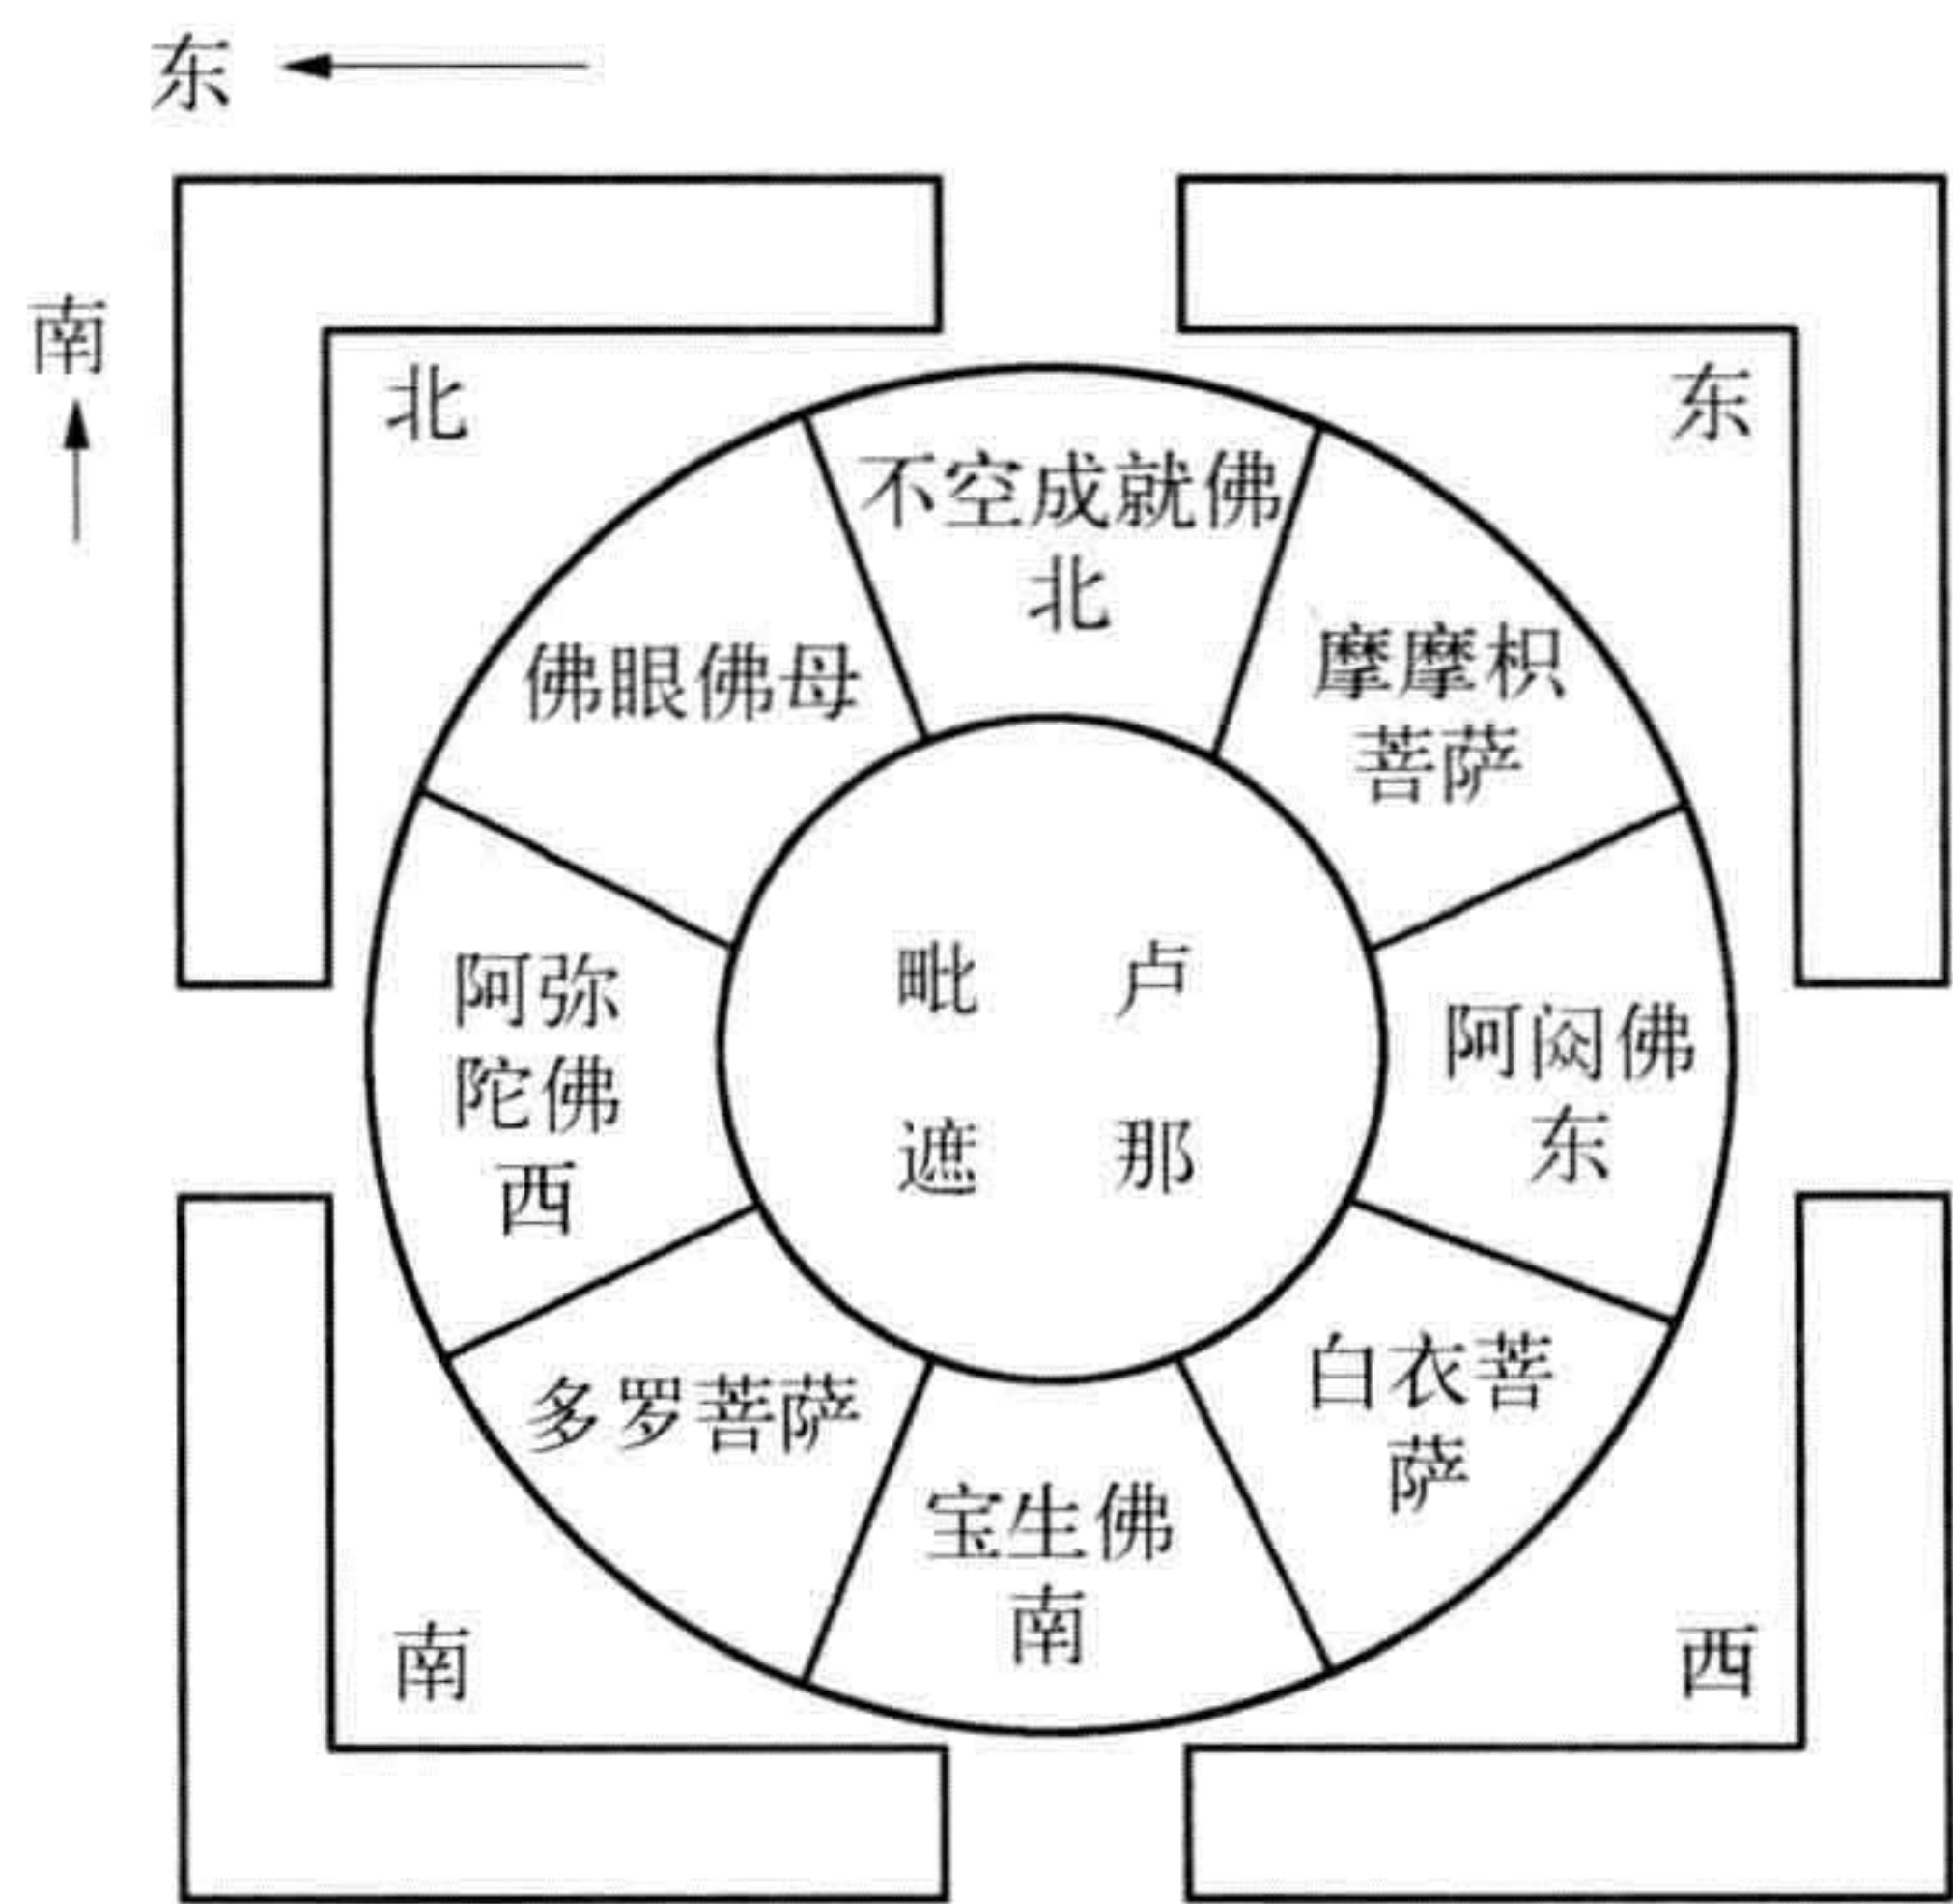 东
南
北
东
不空成就佛
北
佛眼佛母
摩摩枳
菩萨
阿弥
陀佛
西
毗卢
遮那
阿閦佛
东
多罗菩萨
白衣菩
萨
宝生佛
南
南
西